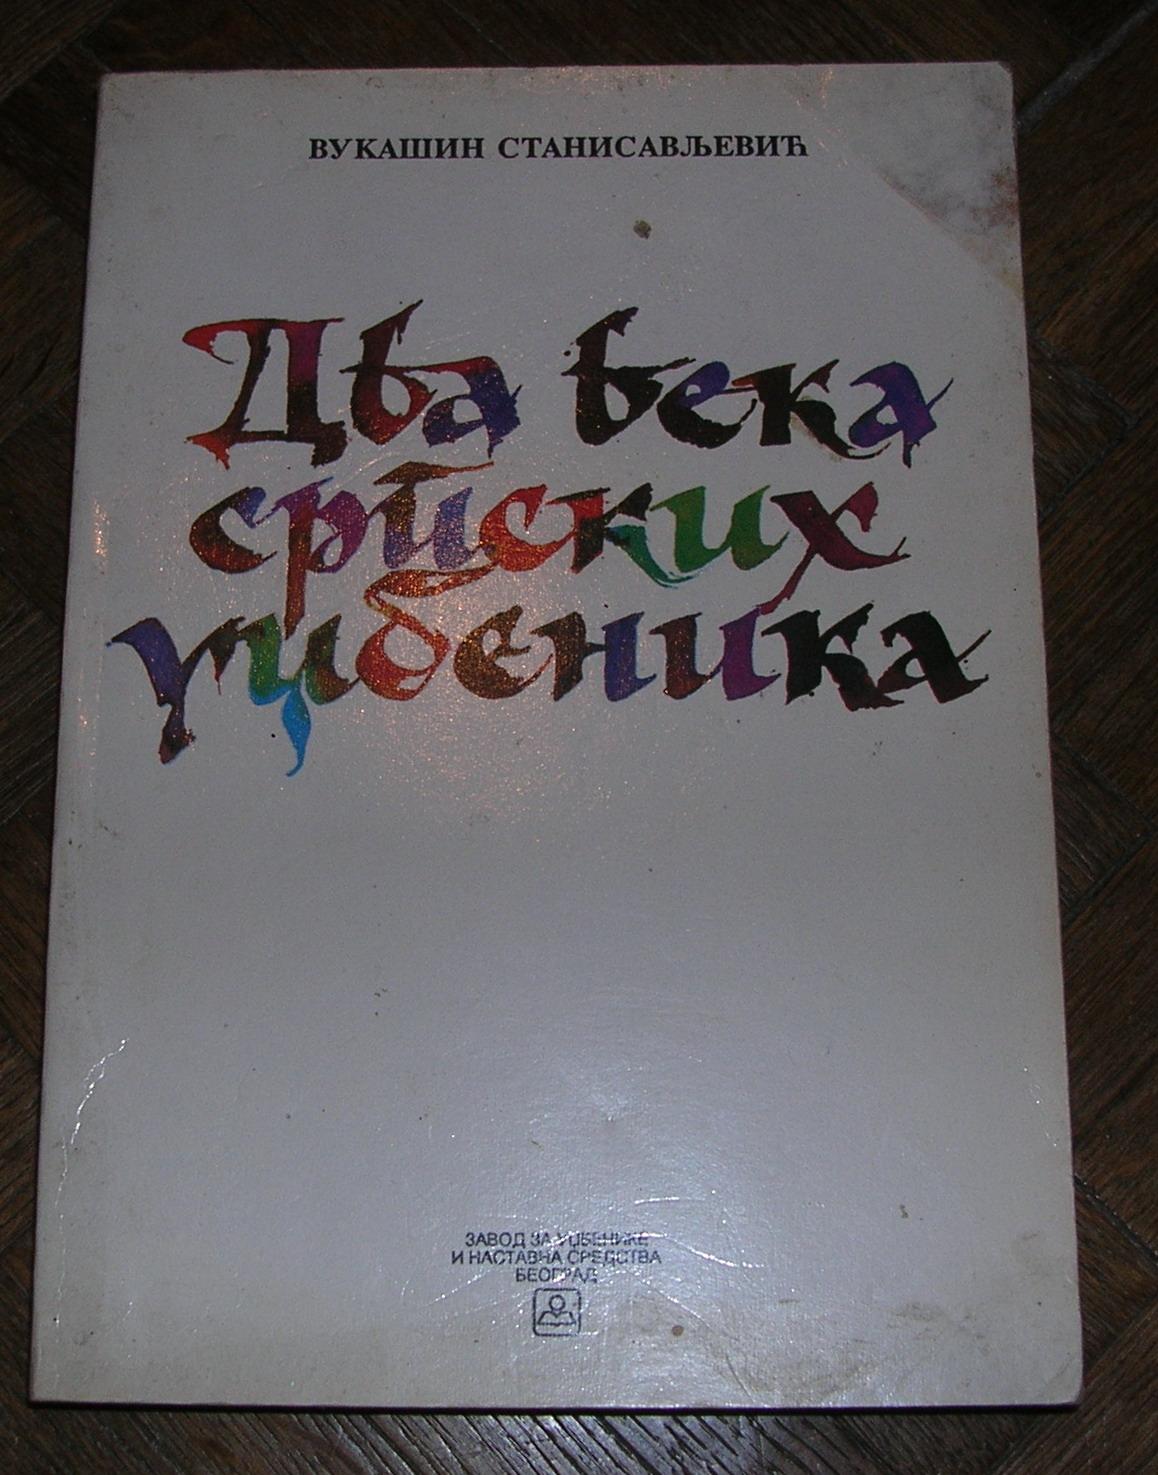 ВУКАШИН СТАНИСАВЉЕВИЋ
Два века
српских
уџбеника
ЗАВОД ЗА УЏБЕНИКЕ
И НАСТАВНА СРЕДСТВА
БЕОГРАД